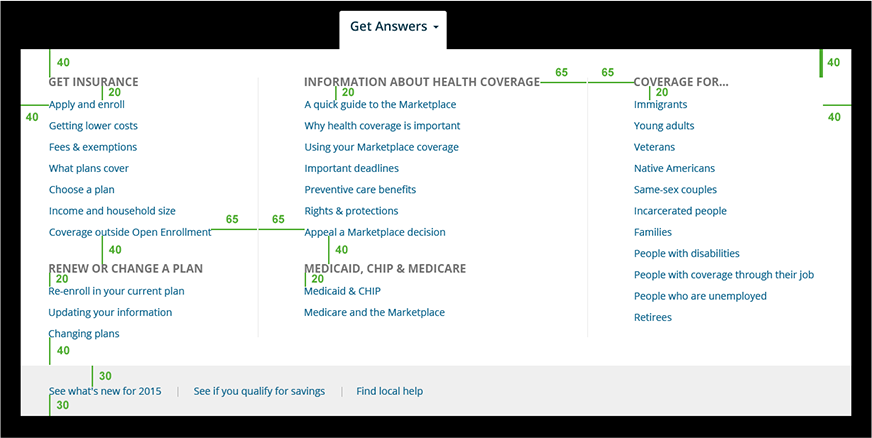 Get Answers
40
40
GET INSURANCE
20
40
Apply and enroll
Getting lower costs
Fees & exemptions
What plans cover
Choose a plan
Income and household size
Coverage outside Open Enrollment
65
65
40
RENEW OR CHANGE A PLAN
20
Re-enroll in your current plan
Updating your information
Changing plans
40
INFORMATION ABOUT HEALTH COVERAGE
65
65
20
A quick guide to the Marketplace
Why health coverage is important
Using your Marketplace coverage
Important deadlines
Preventive care benefits
Rights & protections
Appeal a Marketplace decision
40
MEDICAID, CHIP & MEDICARE
20
Medicaid & CHIP
Medicare and the Marketplace
COVERAGE FOR...
20
40
Immigrants
Young adults
Veterans
Native Americans
Same-sex couples
Incarcerated people
Families
People with disabilities
People with coverage through their job
People who are unemployed
Retirees
30
See what's new for 2015 | See if you qualify for savings | Find local help
30